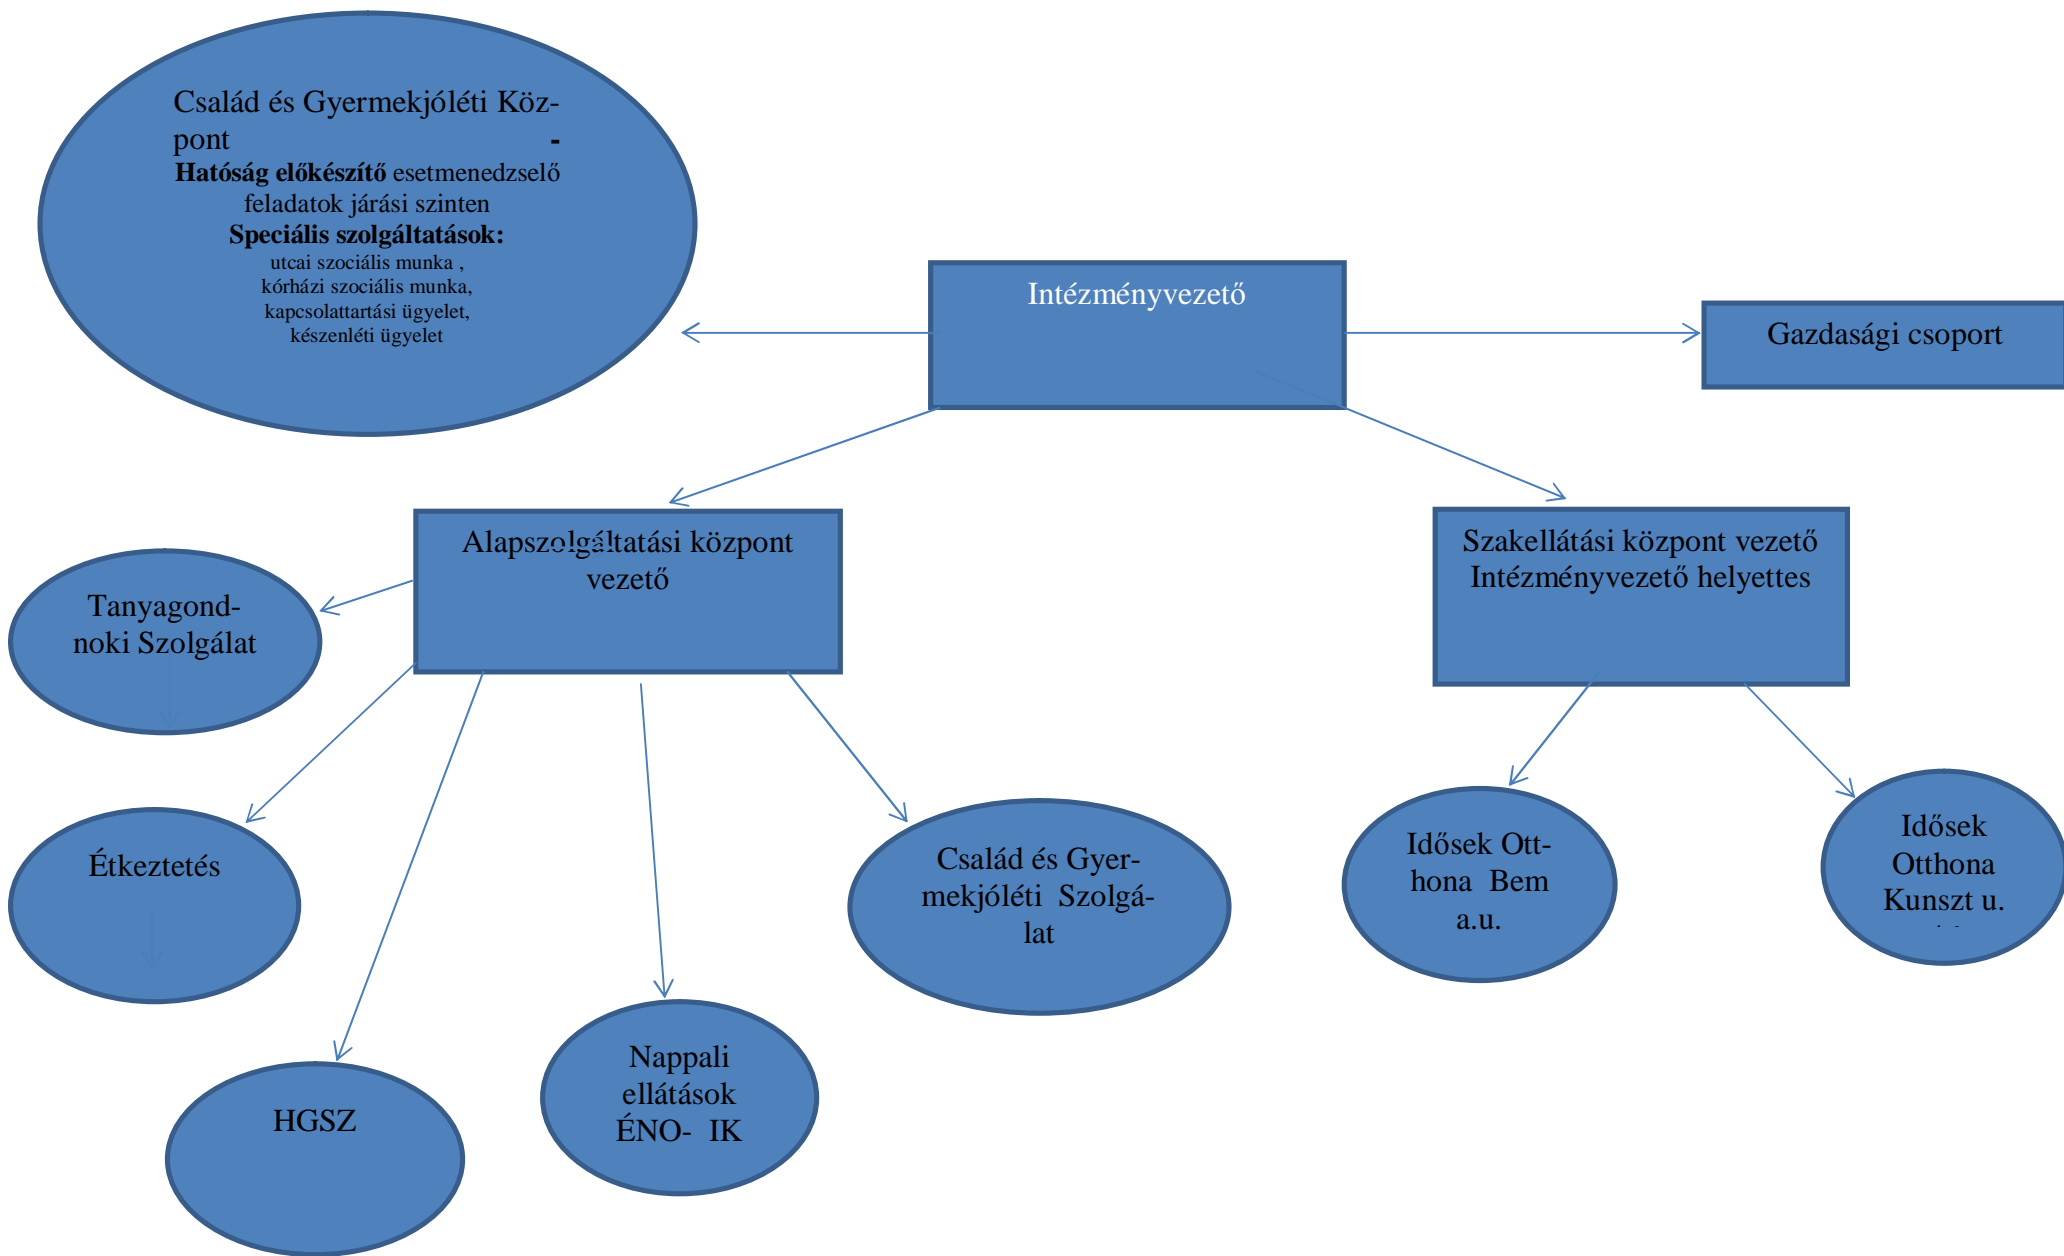 Család és Gyermekjóléti Köz-
pont -
Hatóság előkészítő esetmenedzselő
feladatok járási szinten
Speciális szolgáltatások:
utcai szociális munka ,
kórházi szociális munka,
kapcsolattartási ügyelet,
készenléti ügyelet
Intézményvezető
Gazdasági csoport
Alapszolgáltatási központ
vezető
Szakellátási központ vezető
Intézményvezető helyettes
Tanyagond-
noki Szolgálat
Étkeztetés
HGSZ
Nappali
ellátások
ÉNO- IK
Család és Gyer-
mekjóléti Szolgá-
lat
Idősek Ott-
hona Bem
a.u.
Idősek
Otthona
Kunszt u.